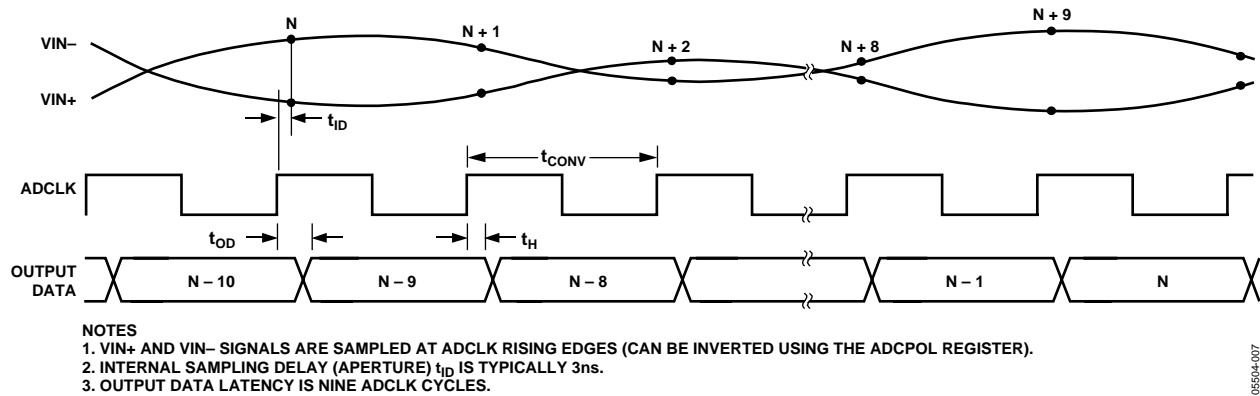 N
N + 1
N + 2
N + 8
N + 9
VIN–
VIN+
tID
tCONV
ADCLK
tOD
tH
OUTPUT
DATA
N – 10
N – 9
N – 8
N – 1
N
NOTES
1. VIN+ AND VIN– SIGNALS ARE SAMPLED AT ADCLK RISING EDGES (CAN BE INVERTED USING THE ADCPOL REGISTER).
2. INTERNAL SAMPLING DELAY (APERTURE) tID IS TYPICALLY 3ns.
3. OUTPUT DATA LATENCY IS NINE ADCLK CYCLES.
05504-007